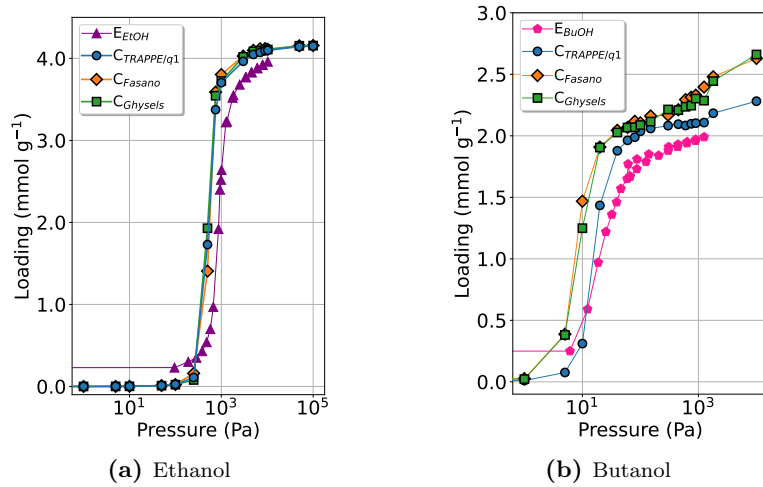 E_EtOH
C_TRAPPE/q1
C_Fasano
C_Ghysels
4.0
3.0
2.0
1.0
0.0
Loading (mmol g⁻¹)
10¹ 10³ 10⁵
Pressure (Pa)
(a) Ethanol
E_BuOH
C_TRAPPE/q1
C_Fasano
C_Ghysels
3.0
2.5
2.0
1.5
1.0
0.5
0.0
Loading (mmol g⁻¹)
10¹ 10³
Pressure (Pa)
(b) Butanol